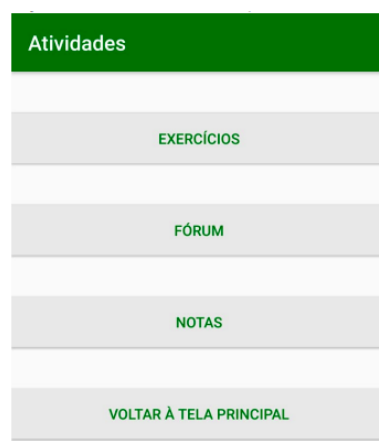 Atividades
EXERCÍCIOS
FÓRUM
NOTAS
VOLTAR À TELA PRINCIPAL